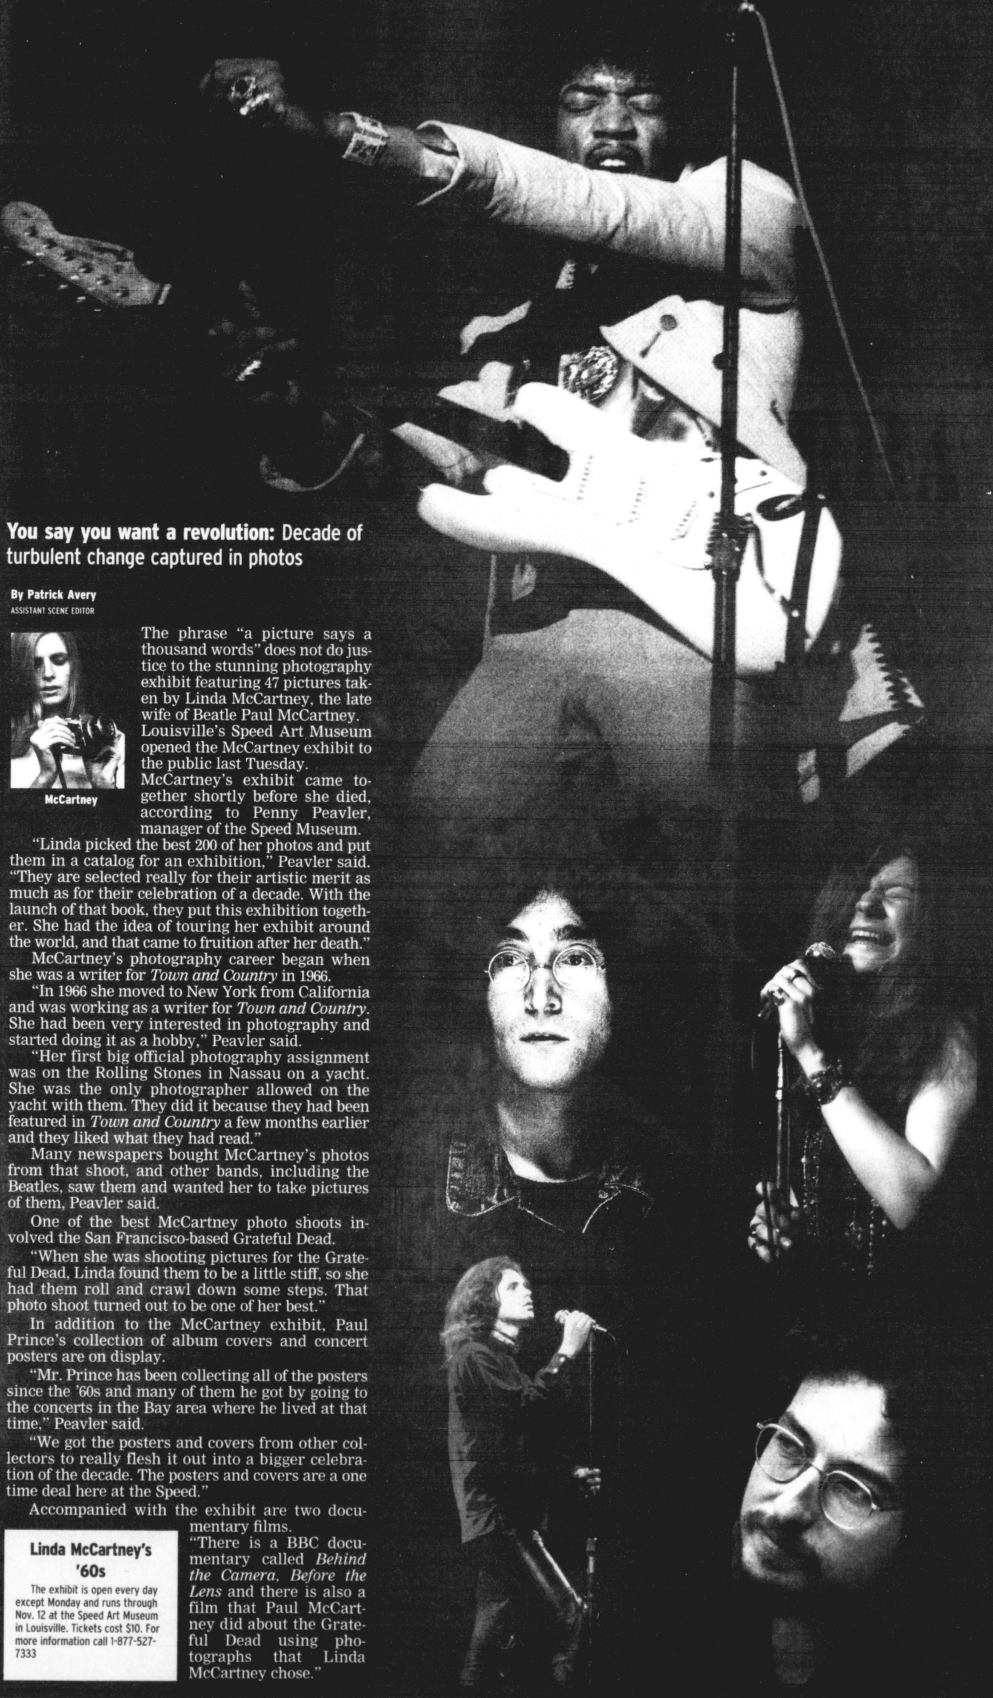 You say you want a revolution: Decade of
turbulent change captured in photos
By Patrick Avery
ASSISTANT SCENE EDITOR
McCartney
The phrase “a picture says a
thousand words” does not do jus-
tice to the stunning photography
exhibit featuring 47 pictures tak-
en by Linda McCartney, the late
wife of Beatle Paul McCartney.
Louisville’s Speed Art Museum
opened the McCartney exhibit to
the public last Tuesday.
McCartney’s exhibit came to-
gether shortly before she died,
according to Penny Peavler,
manager of the Speed Museum.
“Linda picked the best 200 of her photos and put
them in a catalog for an exhibition,” Peavler said.
“They are selected really for their artistic merit as
much as for their celebration of a decade. With the
launch of that book, they put this exhibition togeth-
er. She had the idea of touring her exhibit around
the world, and that came to fruition after her death.”
McCartney’s photography career began when
she was a writer for Town and Country in 1966.
“In 1966 she moved to New York from California
and was working as a writer for Town and Country.
She had been very interested in photography and
started doing it as a hobby,” Peavler said.
“Her first big official photography assignment
was on the Rolling Stones in Nassau on a yacht.
She was the only photographer allowed on the
yacht with them. They did it because they had been
featured in Town and Country a few months earlier
and they liked what they had read.”
Many newspapers bought McCartney’s photos
from that shoot, and other bands, including the
Beatles, saw them and wanted her to take pictures
of them, Peavler said.
One of the best McCartney photo shoots in-
volved the San Francisco-based Grateful Dead.
“When she was shooting pictures for the Grate-
ful Dead, Linda found them to be a little stiff, so she
had them roll and crawl down some steps. That
photo shoot turned out to be one of her best.”
In addition to the McCartney exhibit, Paul
Prince’s collection of album covers and concert
posters are on display.
“Mr. Prince has been collecting all of the posters
since the ’60s and many of them he got by going to
the concerts in the Bay area where he lived at that
time,” Peavler said.
“We got the posters and covers from other col-
lectors to really flesh it out into a bigger celebra-
tion of the decade. The posters and covers are a one
time deal here at the Speed.”
Accompanied with the exhibit are two docu-
mentary films.
“There is a BBC docu-
mentary called Behind
the Camera, Before the
Lens and there is also a
film that Paul McCart-
ney did about the Grate-
ful Dead using pho-
tographs that Linda
McCartney chose.”
Linda McCartney’s
’60s
The exhibit is open every day
except Monday and runs through
Nov. 12 at the Speed Art Museum
in Louisville. Tickets cost $10. For
more information call 1-877-527-
7333